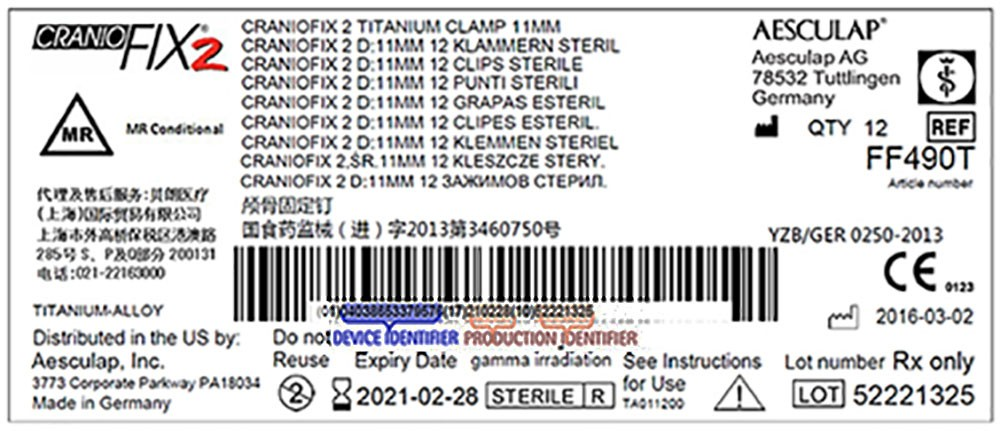 CRANIOFIX®2
MR
MR Conditional
代理及售后服务:贝朗医疗
(上海)国际贸易有限公司
上海市外高桥保税区港澳路
285号 S、P及Q部分 200131
电话:021-22163000
TITANIUM-ALLOY
Distributed in the US by:
Aesculap, Inc.
3773 Corporate Parkway PA18034
Made in Germany
CRANIOFIX 2 TITANIUM CLAMP 11MM
CRANIOFIX 2 D:11MM 12 KLAMMERN STERIL
CRANIOFIX 2 D:11MM 12 CLIPS STERILE
CRANIOFIX 2 D:11MM 12 PUNTI STERILI
CRANIOFIX 2 D:11MM 12 GRAPAS ESTERIL
CRANIOFIX 2 D:11MM 12 CLIPES ESTERIL.
CRANIOFIX 2 D:11MM 12 KLEMMEN STERIEL
CRANIOFIX 2,ŚR.11MM 12 KLESZCZE STERY.
CRANIOFIX 2 D:11MM 12 ЗАЖИМОВ СТЕРИЛ.
颅骨固定钉
国食药监械（进）字2013第3460750号
AESCULAP®
Aesculap AG
78532 Tuttlingen
Germany
QTY 12 REF
FF490T
Article number
YZB/GER 0250-2013
CE 0123
2016-03-02
(17)210228(10)52221325
DEVICE IDENTIFIER PRODUCTION IDENTIFIER
Do not
Reuse
2
Expiry Date
2021-02-28
gamma irradiation
STERILE R
See Instructions
for Use
TA011200
Lot number Rx only
LOT 52221325